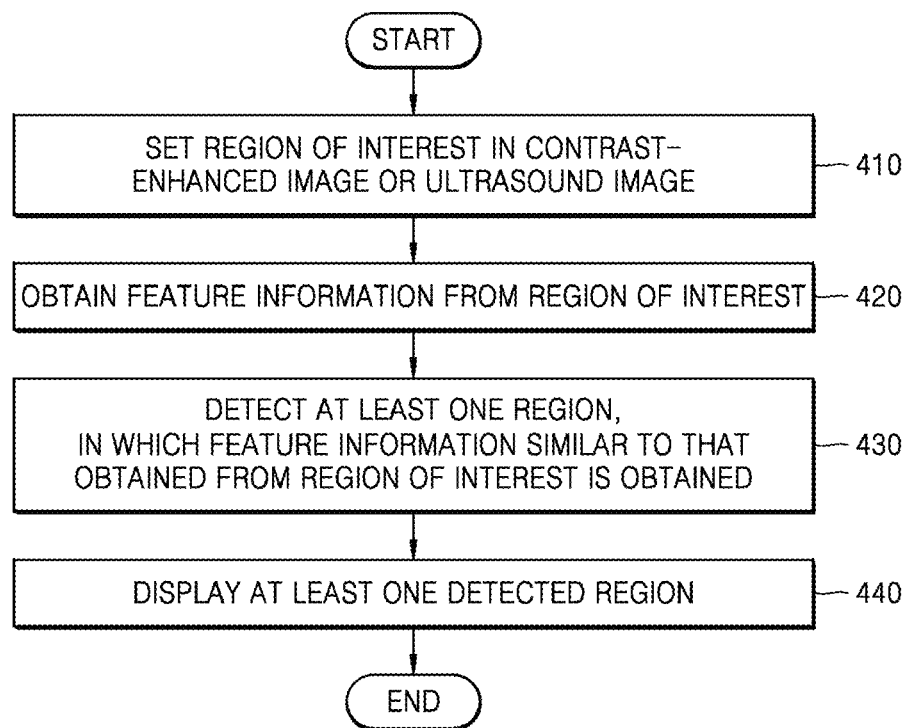 START
SET REGION OF INTEREST IN CONTRAST-
ENHANCED IMAGE OR ULTRASOUND IMAGE
410
OBTAIN FEATURE INFORMATION FROM REGION OF INTEREST
420
DETECT AT LEAST ONE REGION,
IN WHICH FEATURE INFORMATION SIMILAR TO THAT
OBTAINED FROM REGION OF INTEREST IS OBTAINED
430
DISPLAY AT LEAST ONE DETECTED REGION
440
END